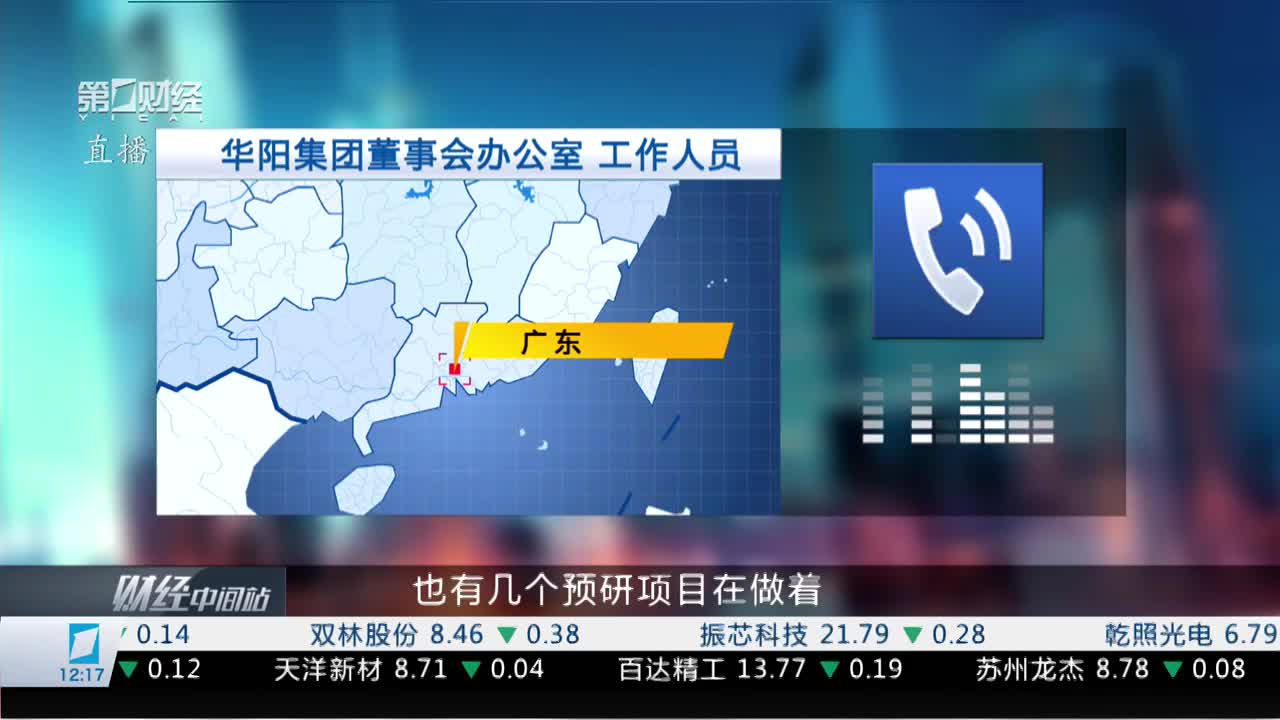 第一财经
YICAI
直播
华阳集团董事会办公室 工作人员
广东
也有几个预研项目在做着
财经中间站
0.14 双林股份 8.46 ▼ 0.38 振芯科技 21.79 ▼ 0.28 乾照光电 6.79
12:17
▼ 0.12 天洋新材 8.71 ▼ 0.04 百达精工 13.77 ▼ 0.19 苏州龙杰 8.78 ▼ 0.08